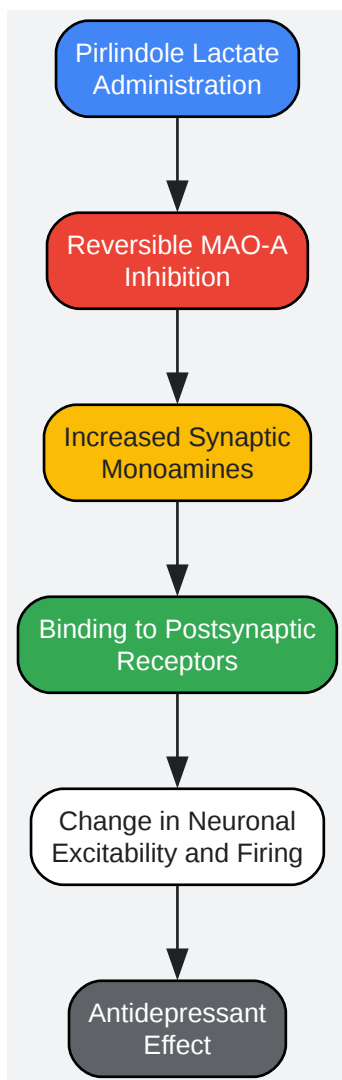 Pirlindole Lactate
Administration
Reversible MAO-A
Inhibition
Increased Synaptic
Monoamines
Binding to Postsynaptic
Receptors
Change in Neuronal
Excitability and Firing
Antidepressant
Effect